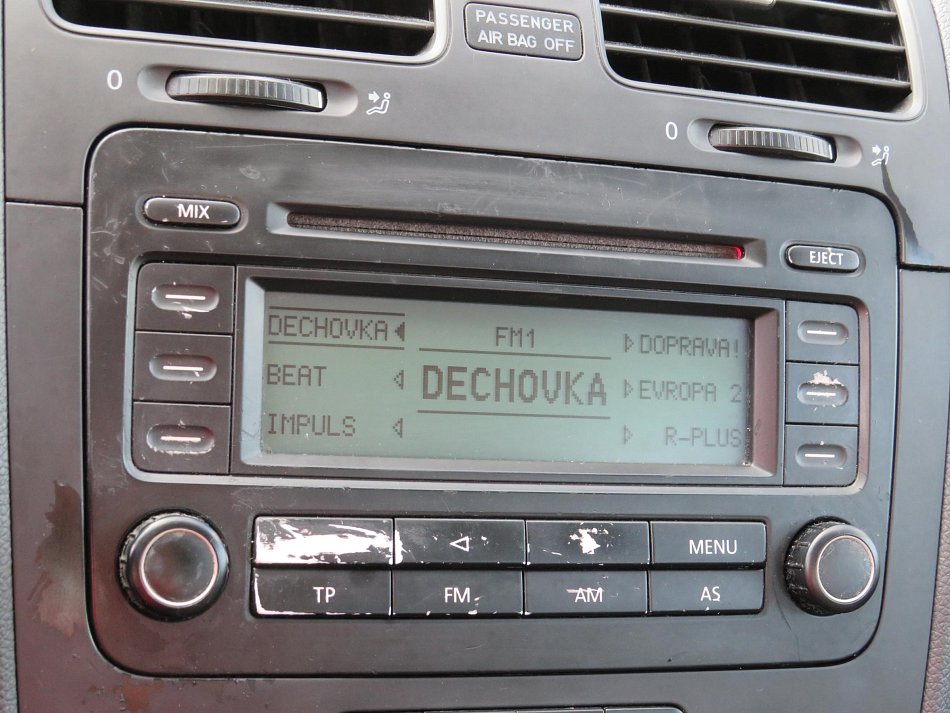 PASSENGER
AIR BAG OFF
0
0
MIX
EJECT
DECHOVKA
FM1
DOPRAVA!
BEAT
DECHOVKA
EVROPA 2
IMPULS
R-PLUS
MENU
TP
FM
AM
AS